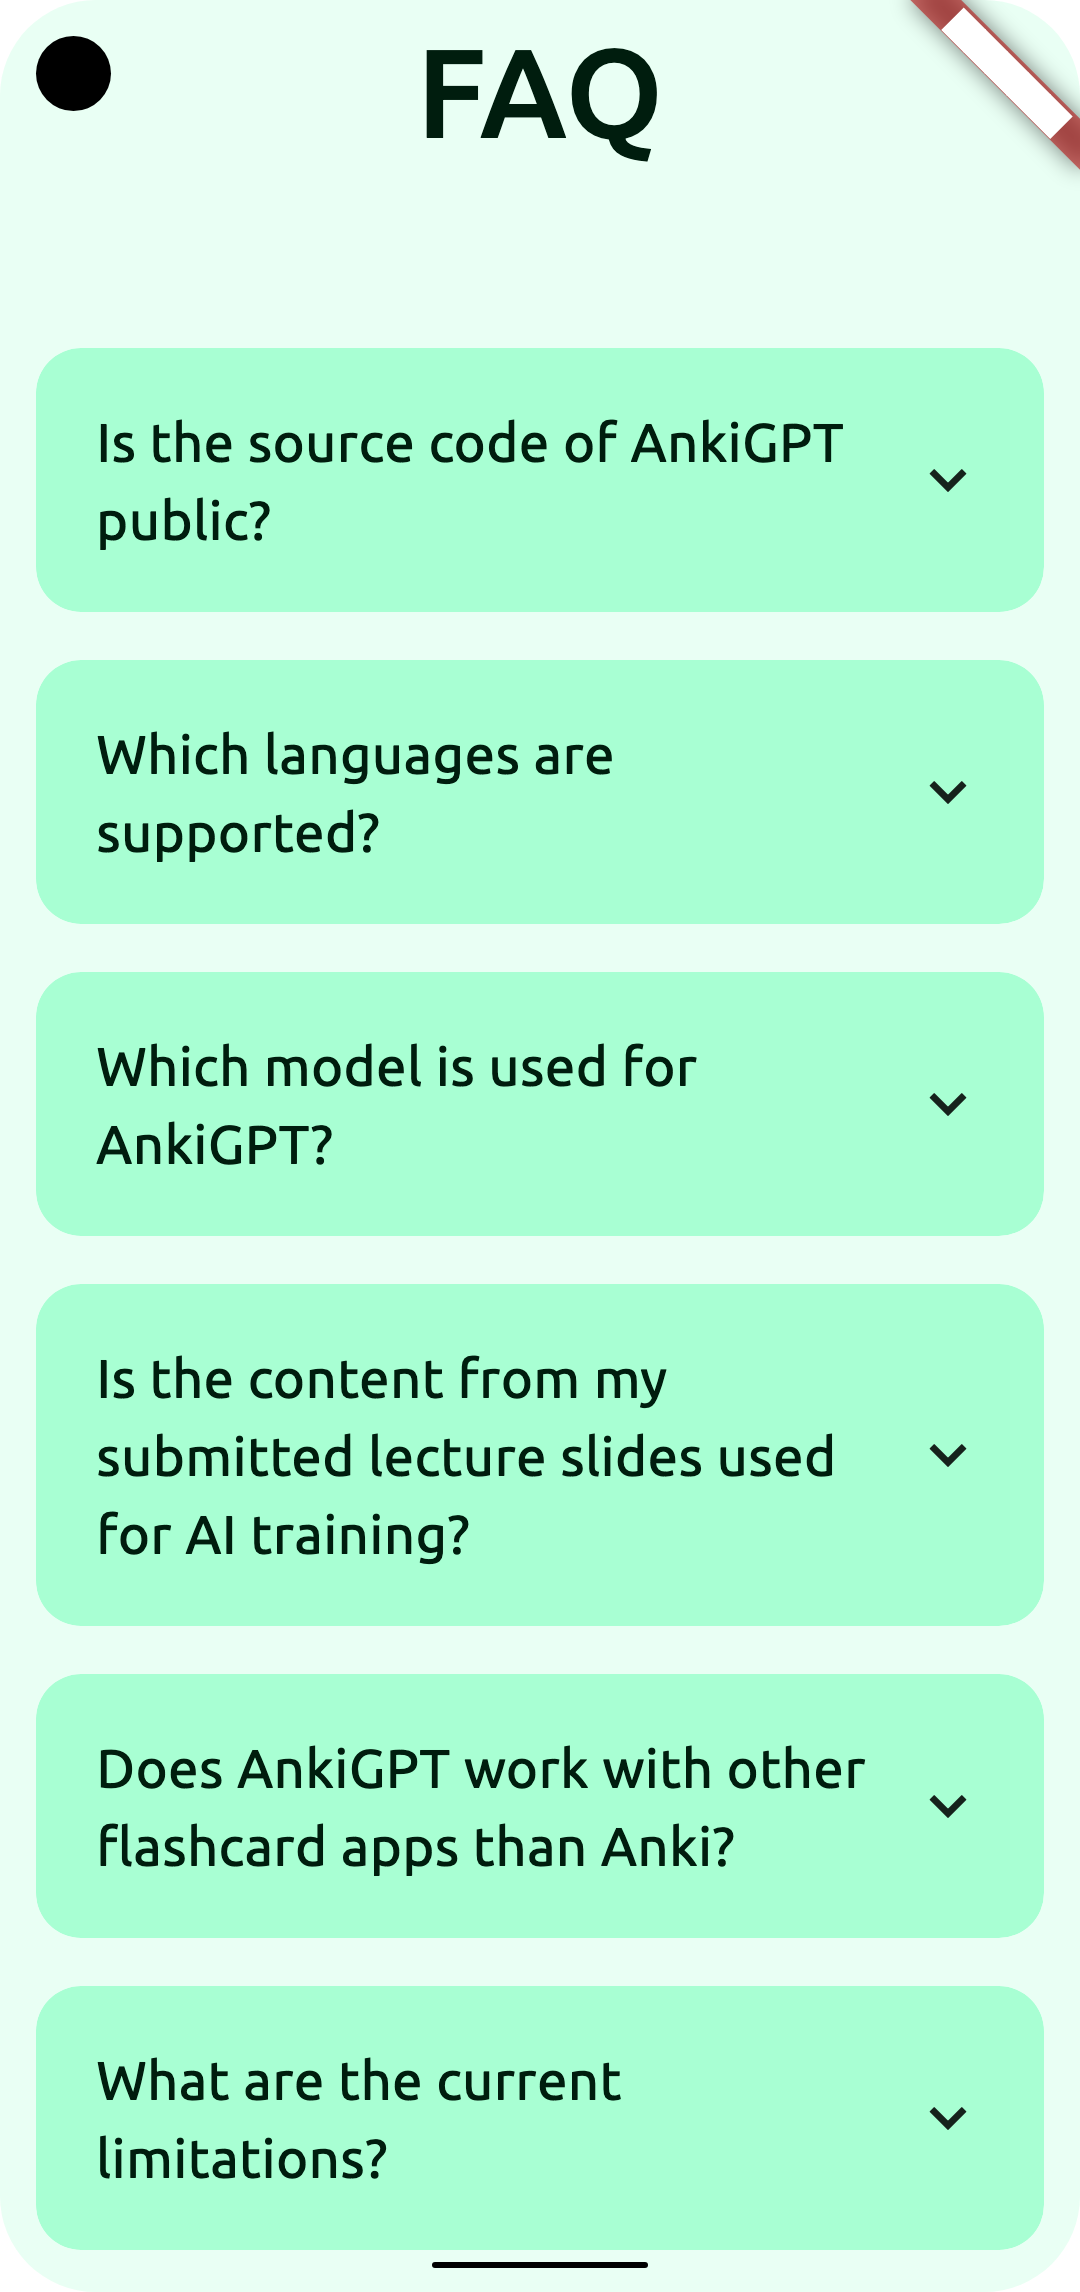 FAQ
Is the source code of AnkiGPT
public?
Which languages are
supported?
Which model is used for
AnkiGPT?
Is the content from my
submitted lecture slides used
for AI training?
Does AnkiGPT work with other
flashcard apps than Anki?
What are the current
limitations?